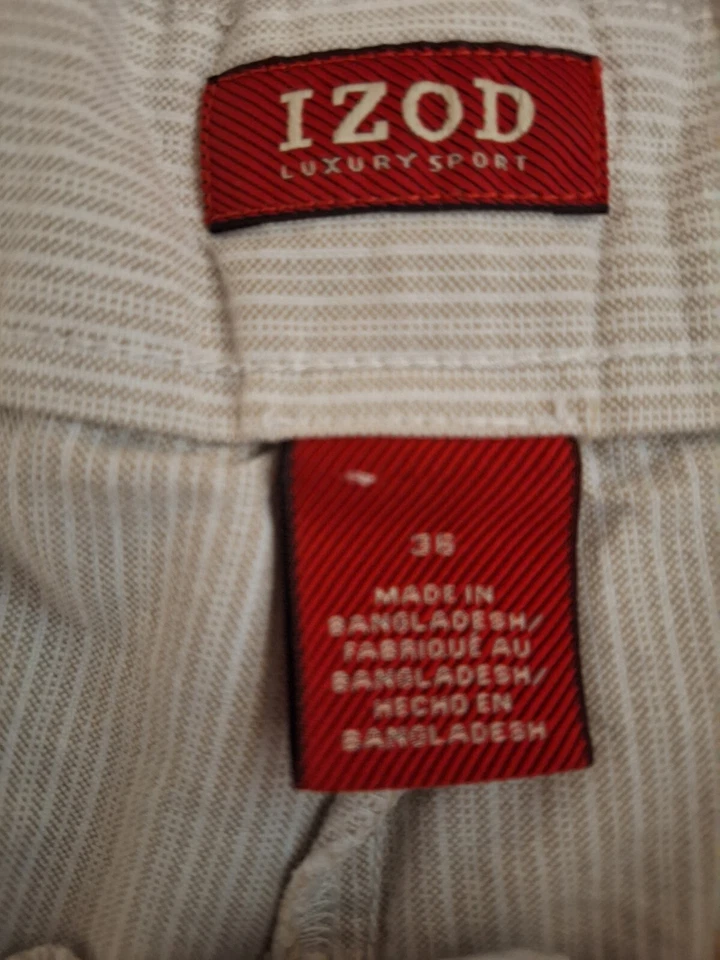 IZOD
LUXURY SPORT
36
MADE IN
BANGLADESH/
FABRIQUÉ AU
BANGLADESH/
HECHO EN
BANGLADESH